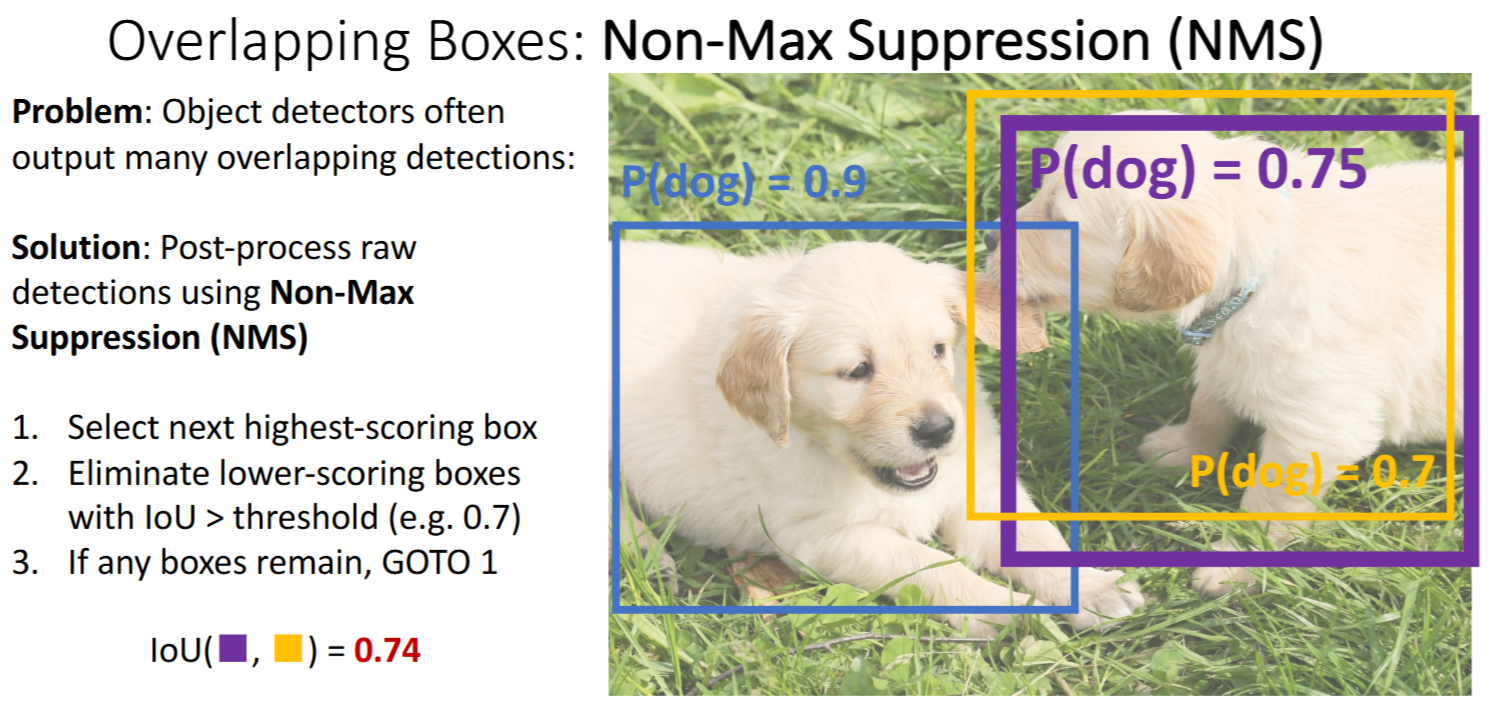 Overlapping Boxes: Non-Max Suppression (NMS)
Problem: Object detectors often
output many overlapping detections:
Solution: Post-process raw
detections using Non-Max
Suppression (NMS)
1. Select next highest-scoring box
2. Eliminate lower-scoring boxes
with IoU > threshold (e.g. 0.7)
3. If any boxes remain, GOTO 1
IoU(■, ■) = 0.74
P(dog) = 0.9
P(dog) = 0.75
P(dog) = 0.7